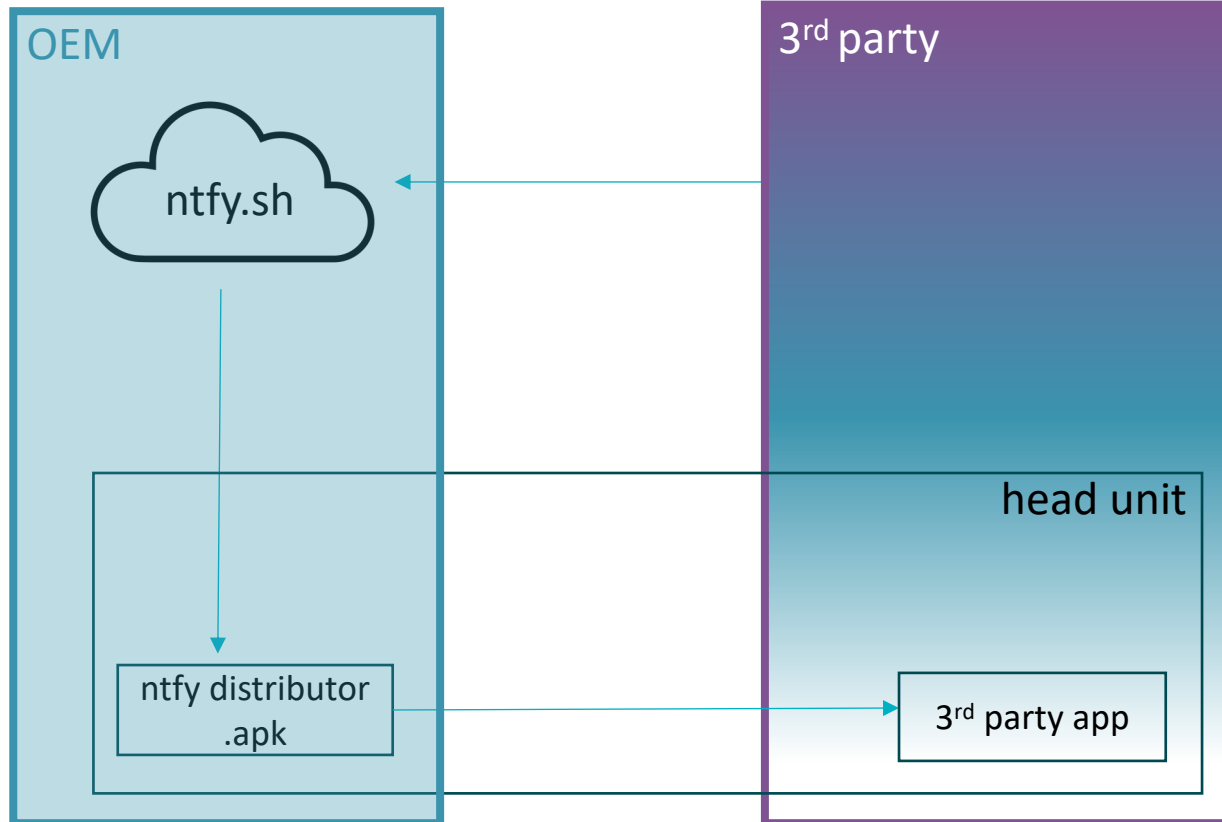 OEM
3rd party
ntfy.sh
head unit
ntfy distributor
.apk
3rd party app